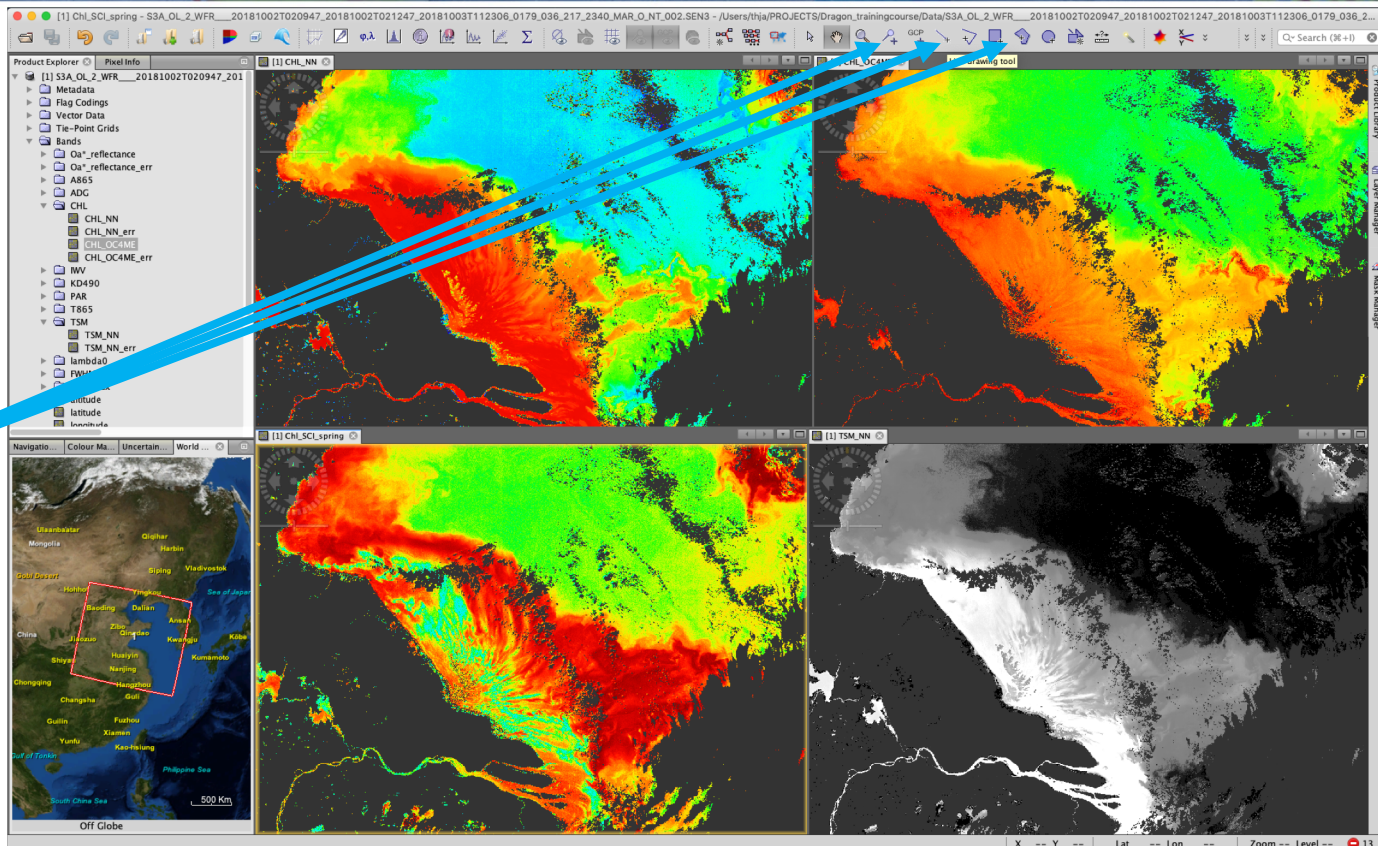 [1] Chl_SCI_spring - S3A_OL_2_WFR____20181002T020947_20181002T021247_20181003T112306_0179_036_217_2340_MAR_O_NT_002.SEN3 - /Users/thja/PROJECTS/Dragon_trainingcourse/Data/S3A_OL_2_WFR____20181002T020947_20181002T021247_20181003T112306_0179_036_2...
φ,λ Σ GCP Search (⌘+I)
Product Explorer Pixel Info
[1] S3A_OL_2_WFR____20181002T020947_201
Metadata
Flag Codings
Vector Data
Tie-Point Grids
Bands
Oa*_reflectance
Oa*_reflectance_err
A865
ADG
CHL
CHL_NN
CHL_NN_err
CHL_OC4ME
CHL_OC4ME_err
IWV
KD490
PAR
T865
TSM
TSM_NN
TSM_NN_err
lambda0
altitude
latitude
longitude
[1] CHL_NN
drawing tool
Product Library
Layer Manager
Mask Manager
[1] Chl_SCI_spring
[1] TSM_NN
Navigatio... Colour Ma... Uncertain... World ...
Ulaanbaatar
Mongolia
Qiqihar
Harbin
Siping
Vladivostok
Gobi Desert
Yingkou
Sea of Japan
Baoding
Dalian
Ansan
China
Zibo
Qingdao
Jiaozuo
Kwangju
Kōbe
Shiyan
Huaiyin
Kumamoto
Nanjing
Chongqing
Hangzhou
Changsha
Guli
Guilin
Fuzhou
Xiamen
Yunfu
Kao-hsiung
Gulf of Tonkin
Philippine Sea
South China Sea
500 Km
Off Globe
X -- Y -- Lat -- Lon -- Zoom -- Level -- 13